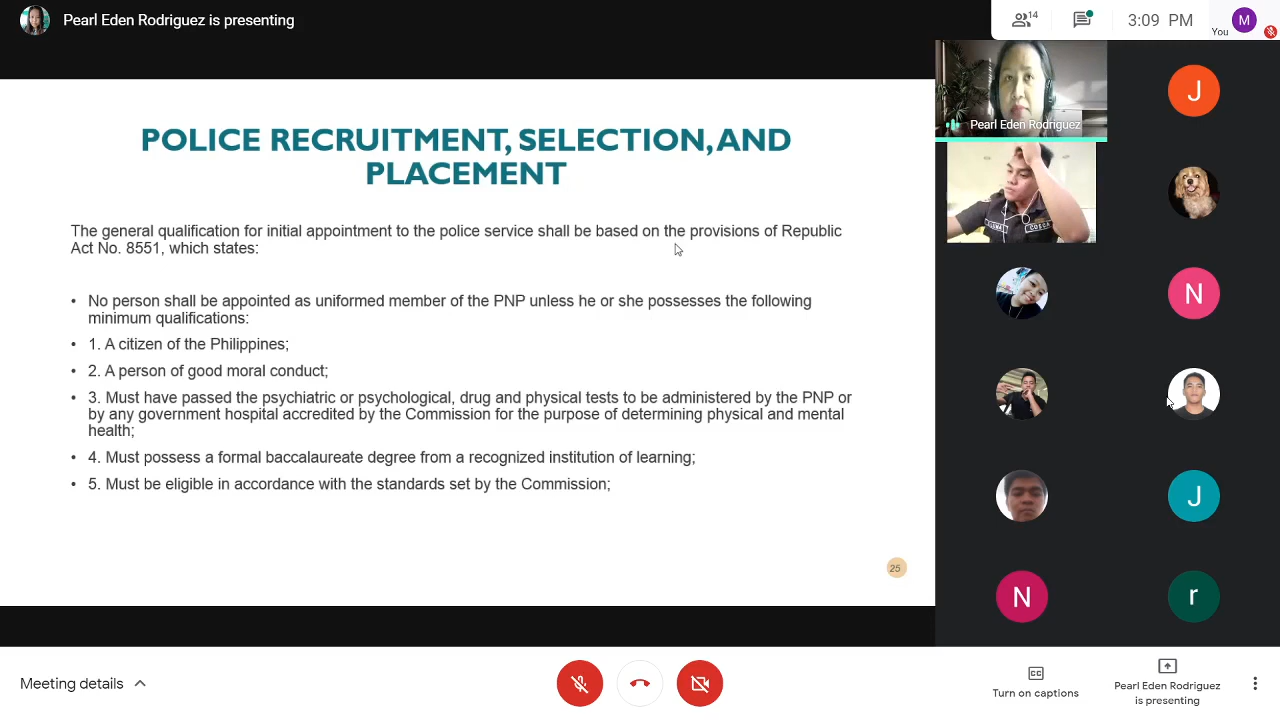 Pearl Eden Rodriguez is presenting
14
3:09 PM
You
M
POLICE RECRUITMENT, SELECTION, AND
PLACEMENT
The general qualification for initial appointment to the police service shall be based on the provisions of Republic
Act No. 8551, which states:
• No person shall be appointed as uniformed member of the PNP unless he or she possesses the following
minimum qualifications:
• 1. A citizen of the Philippines;
• 2. A person of good moral conduct;
• 3. Must have passed the psychiatric or psychological, drug and physical tests to be administered by the PNP or
by any government hospital accredited by the Commission for the purpose of determining physical and mental
health;
• 4. Must possess a formal baccalaureate degree from a recognized institution of learning;
• 5. Must be eligible in accordance with the standards set by the Commission;
25
Pearl Eden Rodriguez
J
N
J
N
r
Meeting details
CC
Turn on captions
Pearl Eden Rodriguez
is presenting